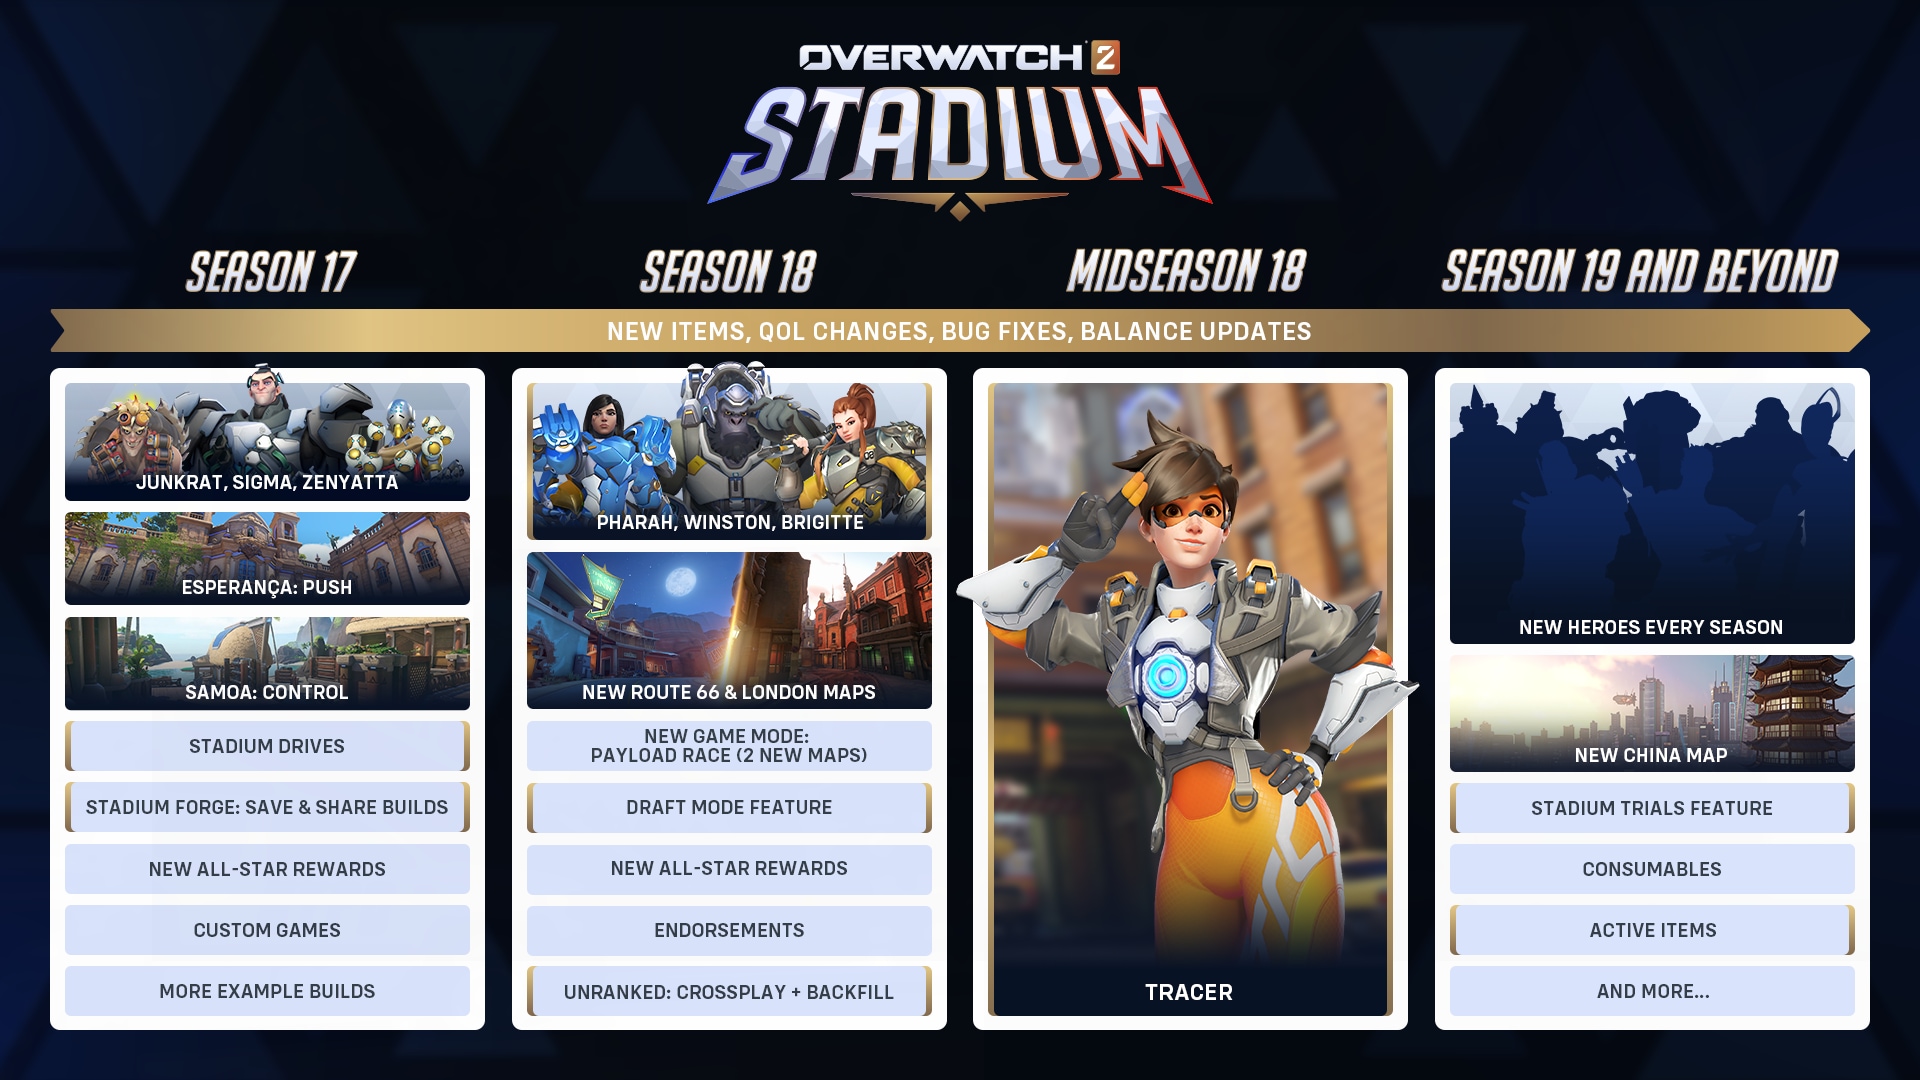 OVERWATCH 2
STADIUM
SEASON 17
SEASON 18
MIDSEASON 18
SEASON 19 AND BEYOND
NEW ITEMS, QOL CHANGES, BUG FIXES, BALANCE UPDATES
JUNKRAT, SIGMA, ZENYATTA
ESPERANÇA: PUSH
SAMOA: CONTROL
STADIUM DRIVES
STADIUM FORGE: SAVE & SHARE BUILDS
NEW ALL-STAR REWARDS
CUSTOM GAMES
MORE EXAMPLE BUILDS
PHARAH, WINSTON, BRIGITTE
NEW ROUTE 66 & LONDON MAPS
NEW GAME MODE:
PAYLOAD RACE (2 NEW MAPS)
DRAFT MODE FEATURE
NEW ALL-STAR REWARDS
ENDORSEMENTS
UNRANKED: CROSSPLAY + BACKFILL
TRACER
NEW HEROES EVERY SEASON
NEW CHINA MAP
STADIUM TRIALS FEATURE
CONSUMABLES
ACTIVE ITEMS
AND MORE...